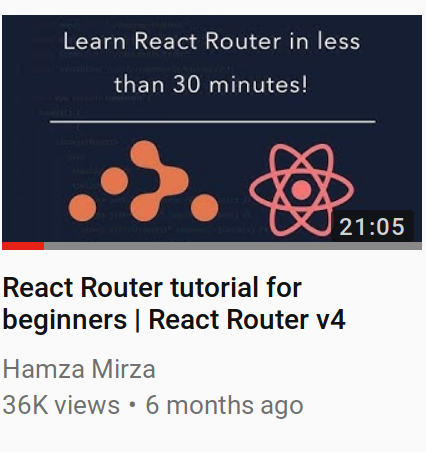 Learn React Router in less
than 30 minutes!
21:05
React Router tutorial for
beginners | React Router v4
Hamza Mirza
36K views • 6 months ago